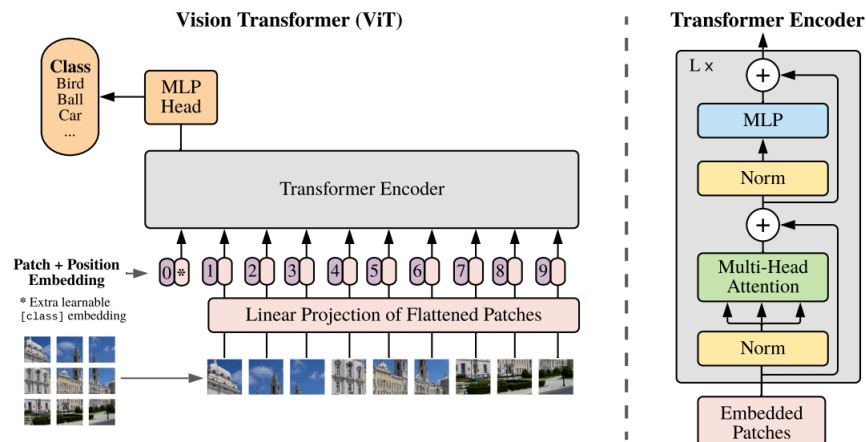 Vision Transformer (ViT)
Class
Bird
Ball
Car
...
MLP
Head
Transformer Encoder
Patch + Position
Embedding
0 * 1 2 3 4 5 6 7 8 9
* Extra learnable
[class] embedding
Linear Projection of Flattened Patches
Transformer Encoder
L x
+
MLP
Norm
+
Multi-Head
Attention
Norm
Embedded
Patches